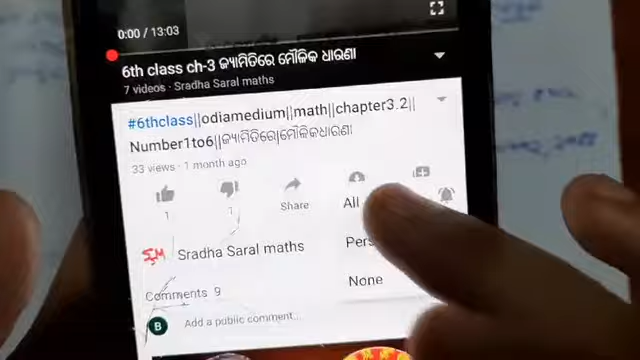 0:00 / 13:03
6th class ch-3 ଜ୍ୟାମିତିରେ ମୌଳିକ ଧାରଣା
7 videos · Sradha Saral maths
#6thclass||odiamedium||math||chapter3.2||
Number1to6||ଜ୍ୟାମିତିରେ|ମୌଳିକଧାରଣା
33 views · 1 month ago
1 1 Share
All
ସୁM Sradha Saral maths
Pers
None
Comments 9
B Add a public comment...